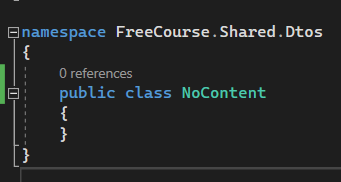 namespace FreeCourse.Shared.Dtos
{
0 references
public class NoContent
{
}
}